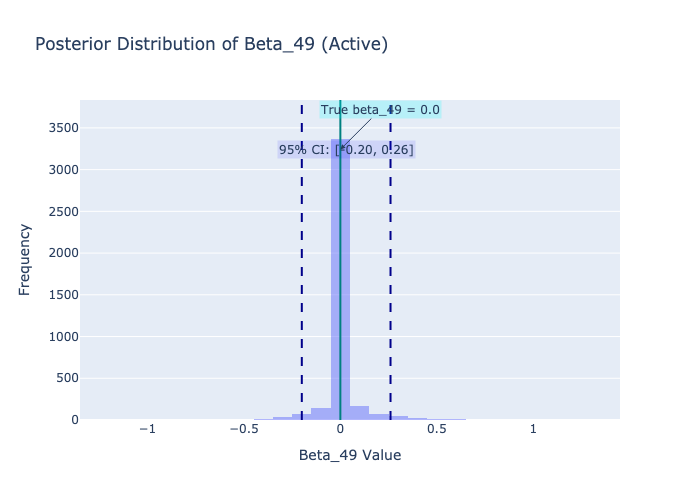 Posterior Distribution of Beta_49 (Active)
True beta_49 = 0.0
95% CI: [-0.20, 0.26]
3500
3000
2500
2000
1500
1000
500
0
−1
−0.5
0
0.5
1
Frequency
Beta_49 Value